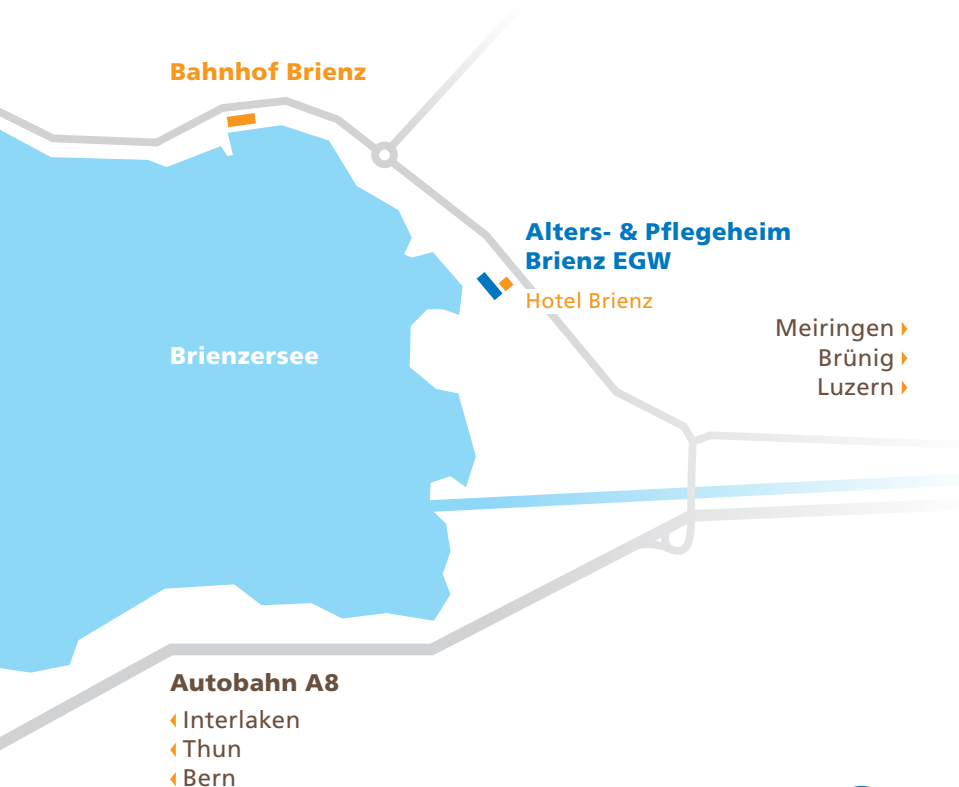 Bahnhof Brienz
Alters- & Pflegeheim
Brienz EGW
Hotel Brienz
Meiringen
Brünig
Luzern
Brienzersee
Autobahn A8
Interlaken
Thun
Bern